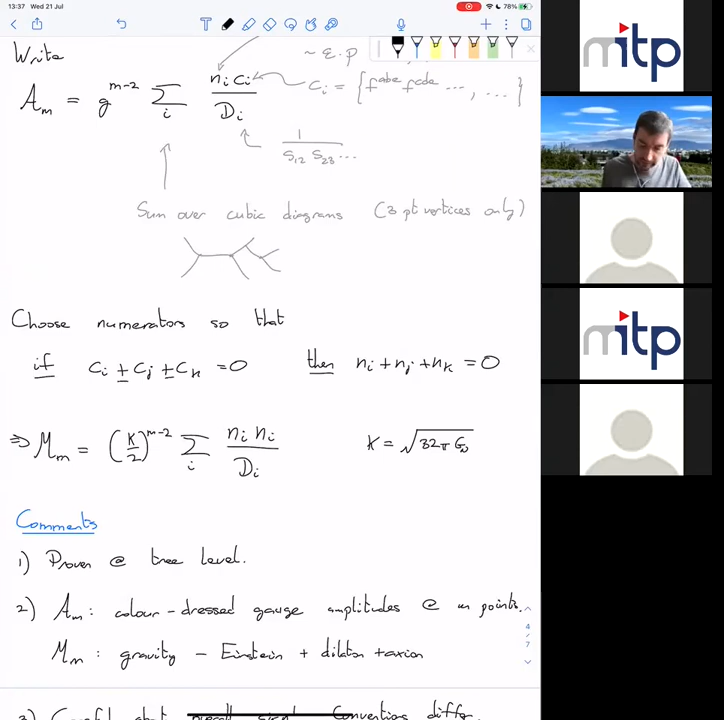 13:37 Wed 21 Jul
78%
Write
~ ε.p
A_m = g^{m-2} Σ_i n_i c_i / D_i
c_i = {f^{abe} f^{cde} ..., ...}
1 / S_12 S_23 ...
Sum over cubic diagrams (3 pt vertices only)
Choose numerators so that
if c_i ± c_j ± c_k = 0 then n_i + n_j + n_k = 0
⇒ M_m = (K/2)^{m-2} Σ_i n_i n_i / D_i K = √32π G_N
Comments
1) Proven @ tree level.
2) A_m : colour-dressed gauge amplitudes @ m points.
M_m : gravity - Einstein + dilaton + axion
3) Careful about overall sign. Conventions differ.
4
7
mitp
mitp